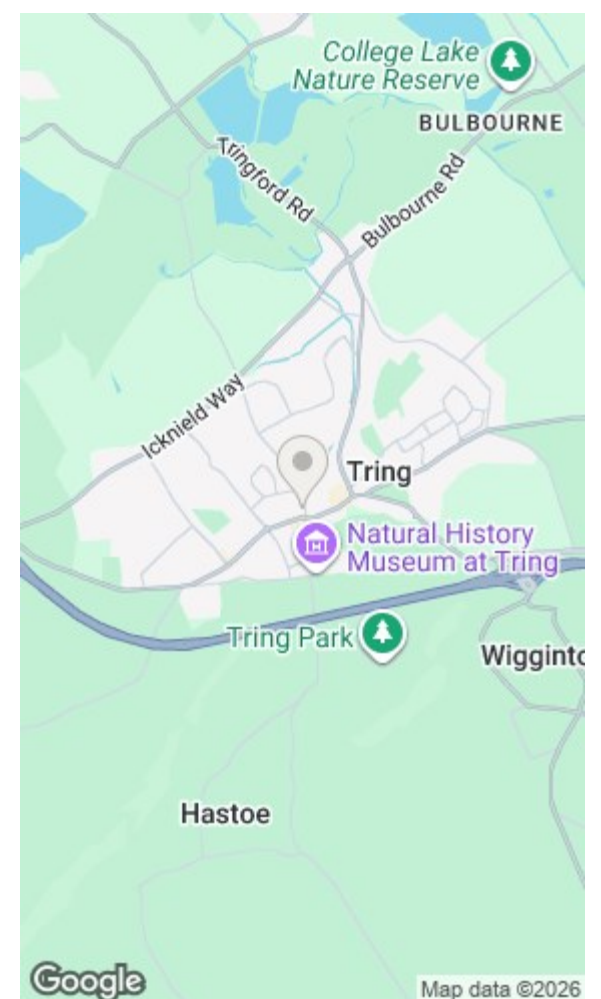 College Lake
Nature Reserve
BULBOURNE
Tringford Rd
Bulbourne Rd
Icknield Way
Tring
Natural History
Museum at Tring
Tring Park
Wigginto
Hastoe
Google
Map data ©2026